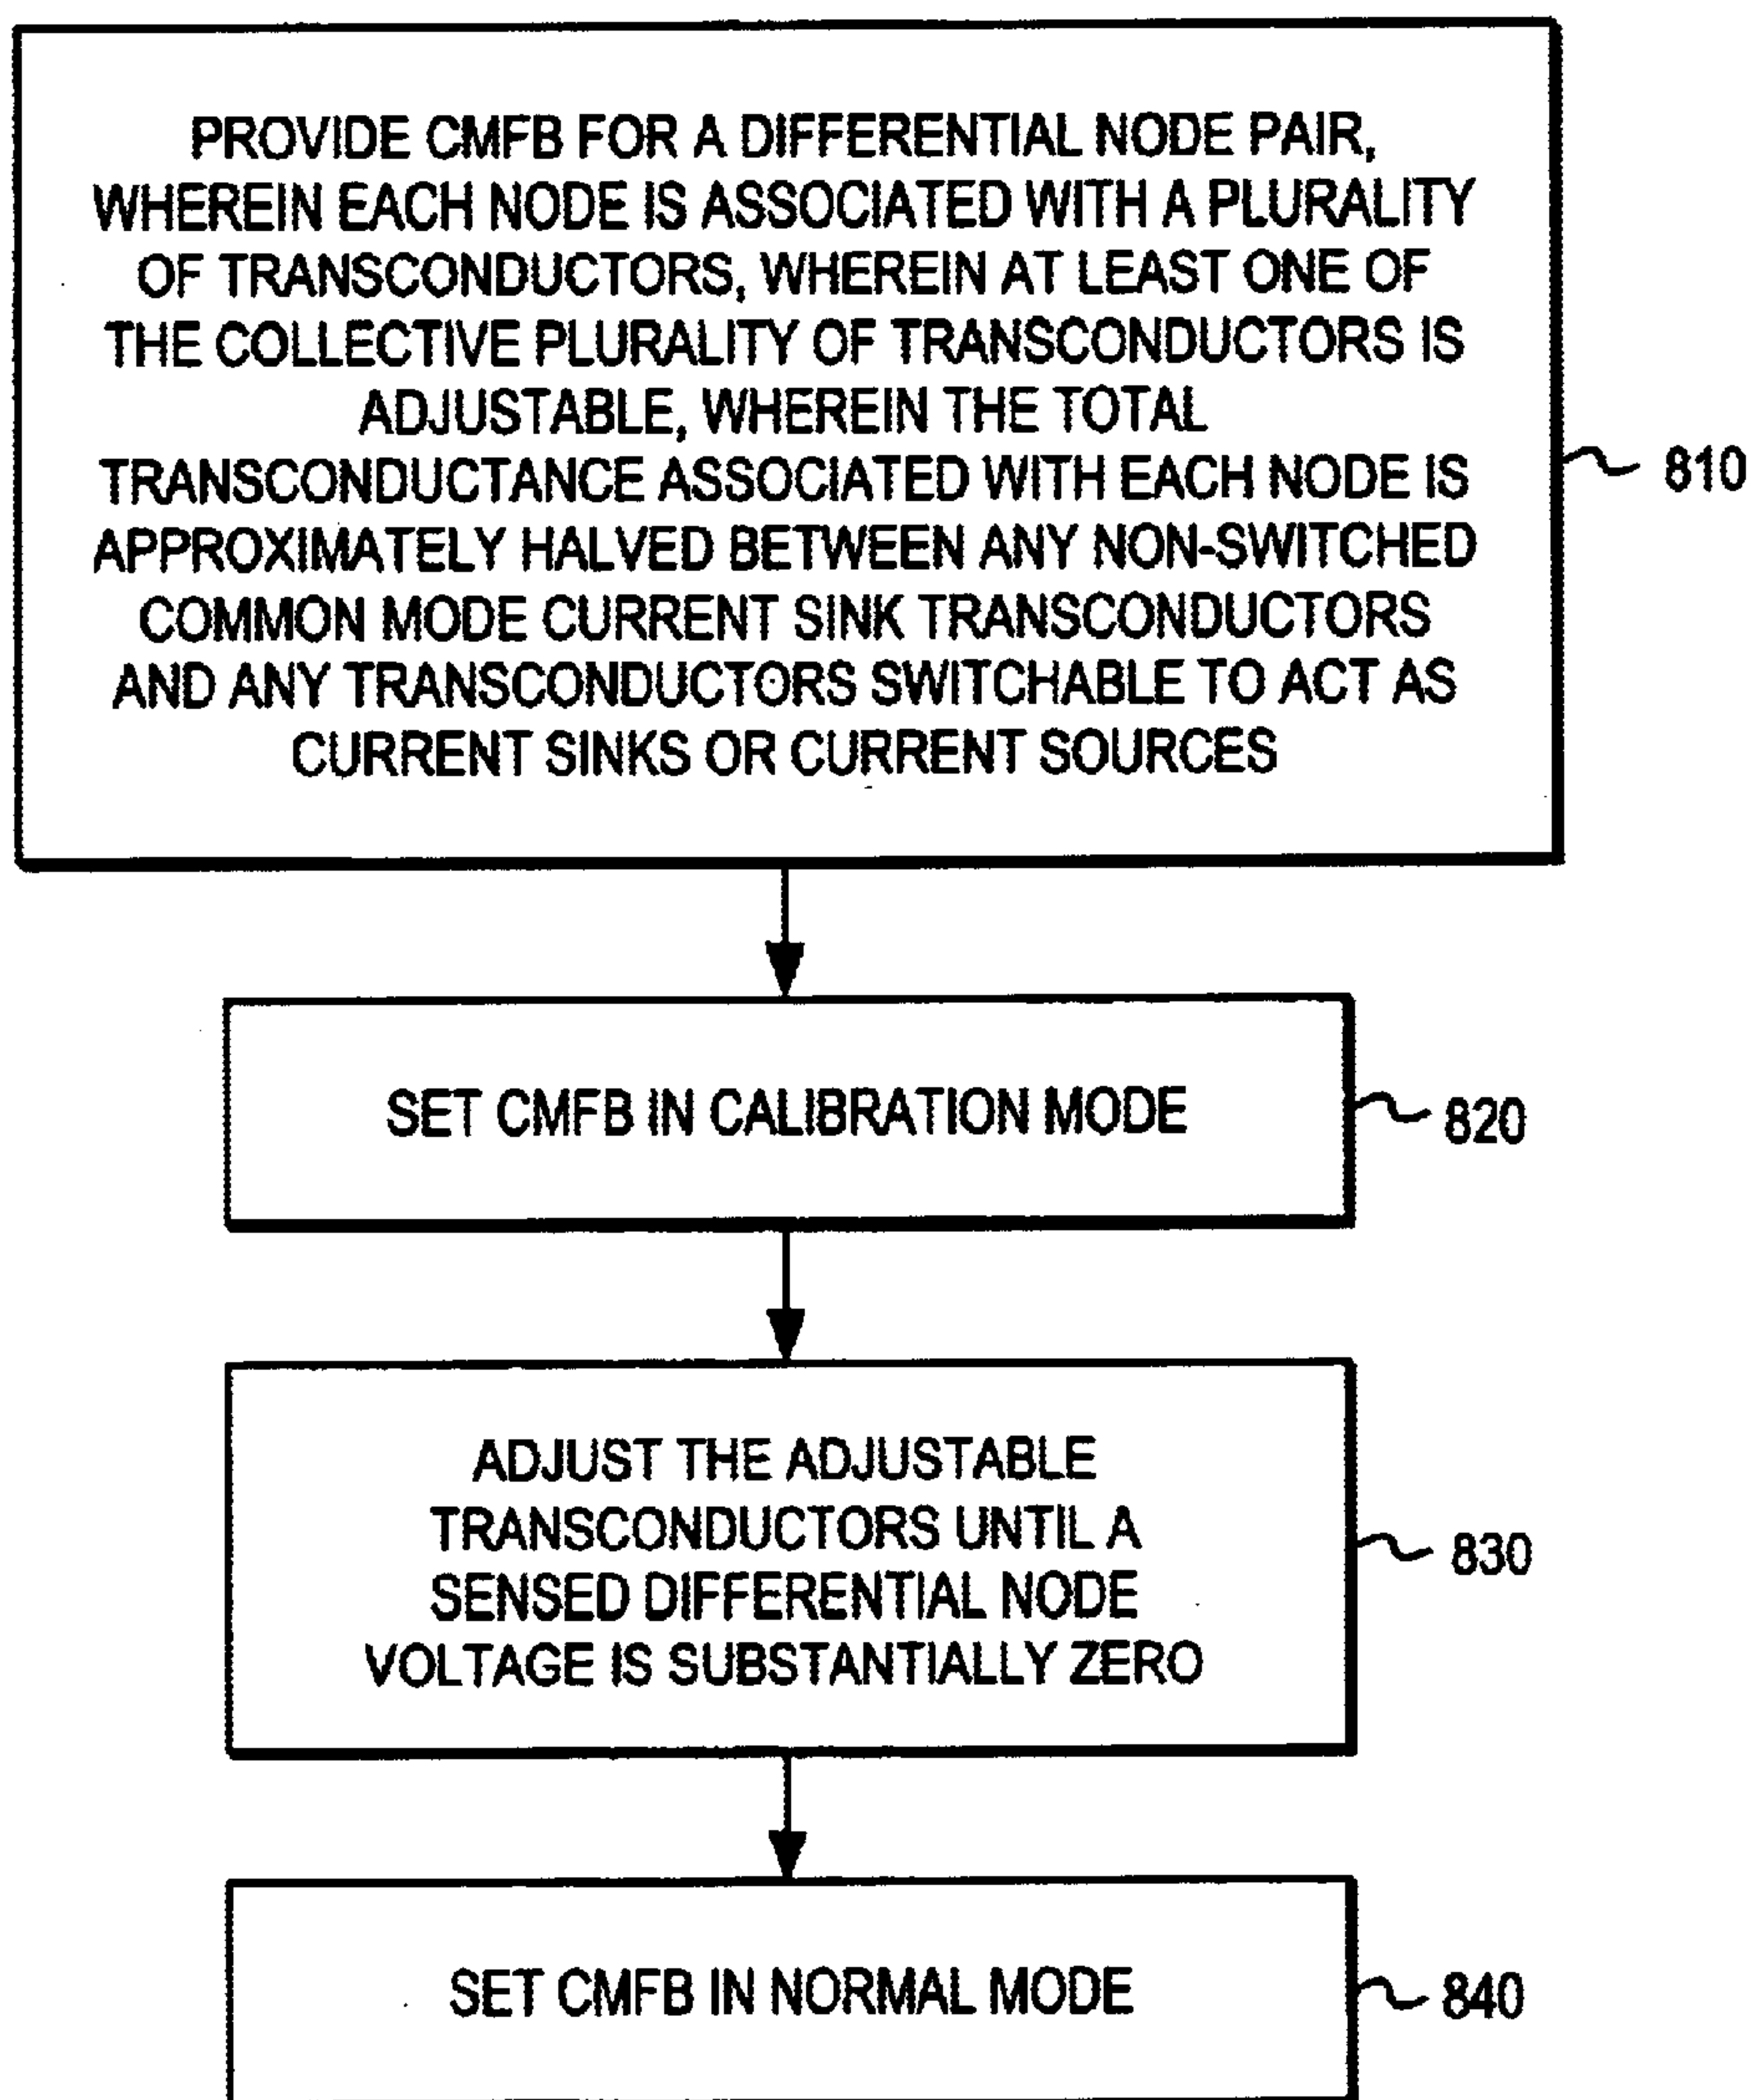 PROVIDE CMFB FOR A DIFFERENTIAL NODE PAIR,
WHEREIN EACH NODE IS ASSOCIATED WITH A PLURALITY
OF TRANSCONDUCTORS, WHEREIN AT LEAST ONE OF
THE COLLECTIVE PLURALITY OF TRANSCONDUCTORS IS
ADJUSTABLE, WHEREIN THE TOTAL
TRANSCONDUCTANCE ASSOCIATED WITH EACH NODE IS
APPROXIMATELY HALVED BETWEEN ANY NON-SWITCHED
COMMON MODE CURRENT SINK TRANSCONDUCTORS
AND ANY TRANSCONDUCTORS SWITCHABLE TO ACT AS
CURRENT SINKS OR CURRENT SOURCES
810
SET CMFB IN CALIBRATION MODE
820
ADJUST THE ADJUSTABLE
TRANSCONDUCTORS UNTIL A
SENSED DIFFERENTIAL NODE
VOLTAGE IS SUBSTANTIALLY ZERO
830
SET CMFB IN NORMAL MODE
840